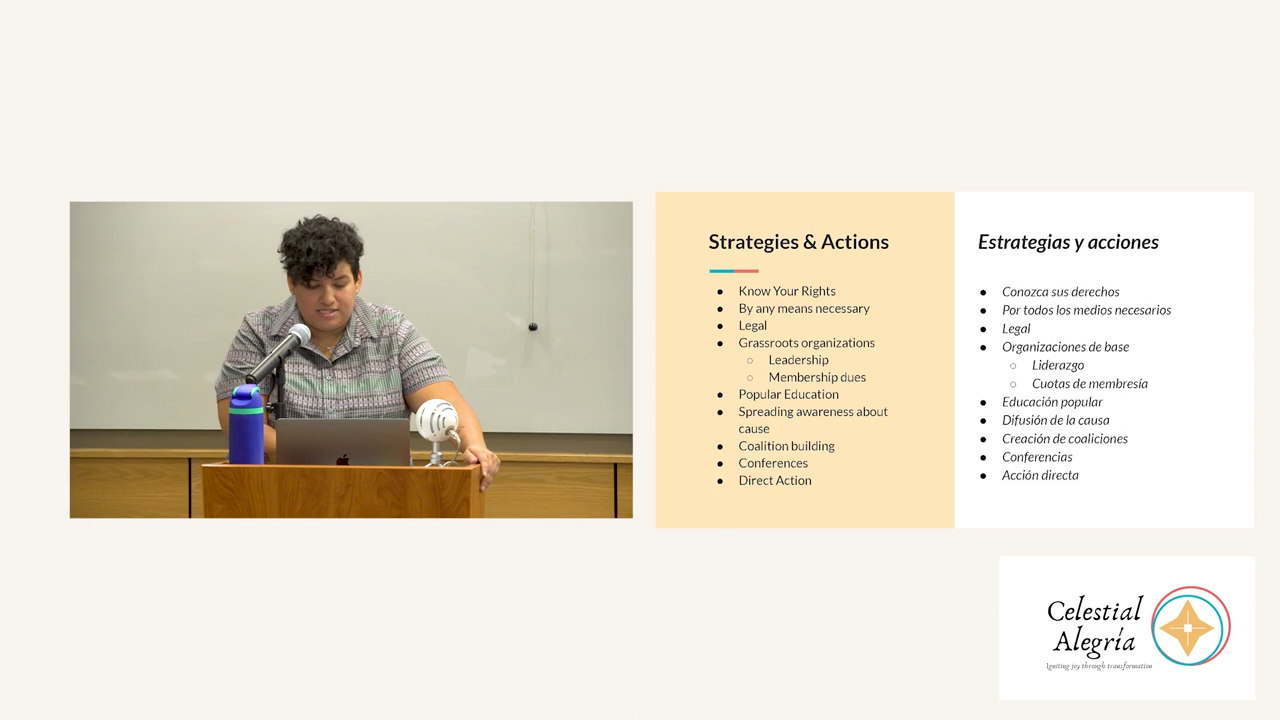 Strategies & Actions
● Know Your Rights
● By any means necessary
● Legal
● Grassroots organizations
○ Leadership
○ Membership dues
● Popular Education
● Spreading awareness about
cause
● Coalition building
● Conferences
● Direct Action
Estrategias y acciones
● Conozca sus derechos
● Por todos los medios necesarios
● Legal
● Organizaciones de base
○ Liderazgo
○ Cuotas de membresía
● Educación popular
● Difusión de la causa
● Creación de coaliciones
● Conferencias
● Acción directa
Celestial
Alegría
Igniting joy through transformation